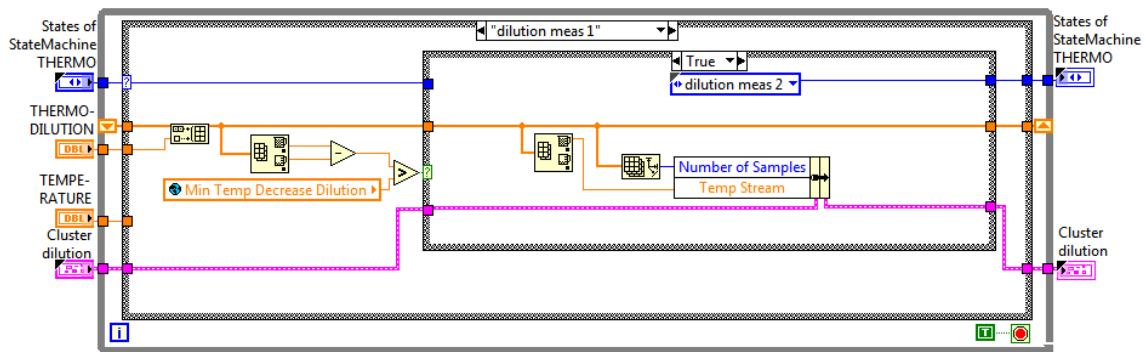 States of
StateMachine
THERMO
"dilution meas 1"
States of
StateMachine
THERMO
True
dilution meas 2
?
THERMO-
DILUTION
DBL
Min Temp Decrease Dilution
-
>
?
Number of Samples
Temp Stream
TEMPE-
RATURE
DBL
Cluster
dilution
Cluster
dilution
i
T